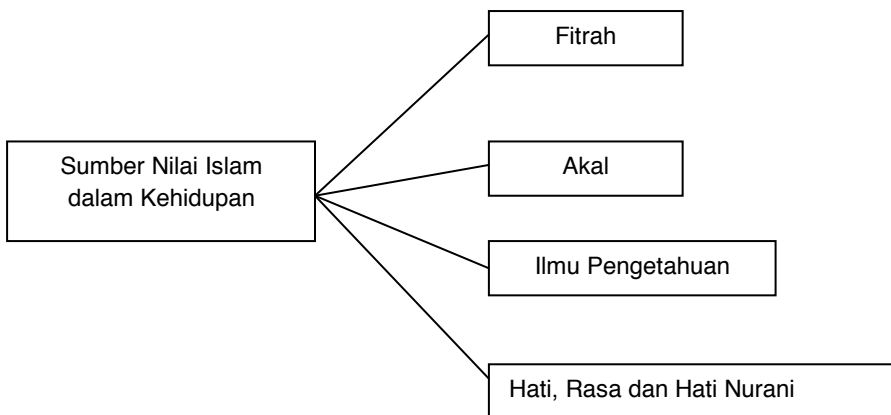 Fitrah
Sumber Nilai Islam
dalam Kehidupan
Akal
Ilmu Pengetahuan
Hati, Rasa dan Hati Nurani